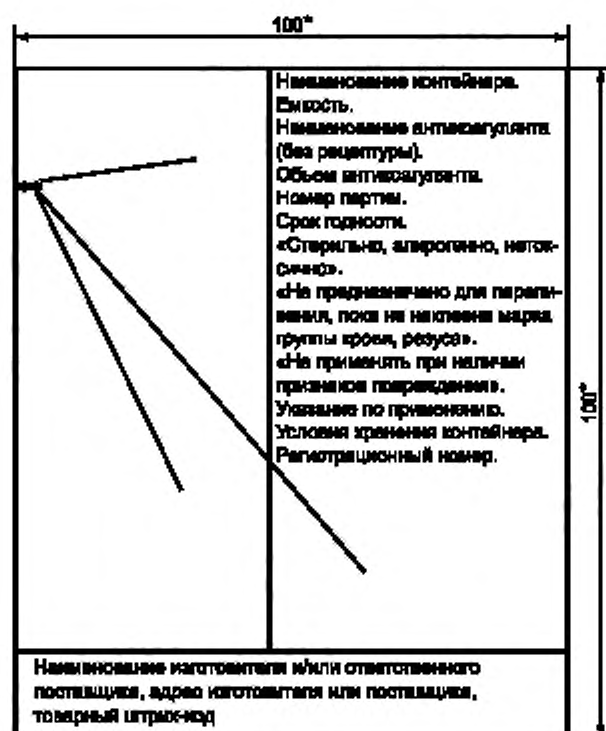 100*
Наименование контейнера.
Емкость.
Наименование антикоагулянта
(без рецептуры).
Объем антикоагулянта.
Номер партии.
Срок годности.
«Стерильно, апирогенно, неток-
сично».
«Не предназначено для перели-
вания, пока не наклеена марка
группы крови, резуса».
«Не применять при наличии
признаков повреждения».
Указание по применению.
Условия хранения контейнера.
Регистрационный номер.
100*
Наименование изготовителя и/или ответственного
поставщика, адрес изготовителя или поставщика,
товарный штрих-код